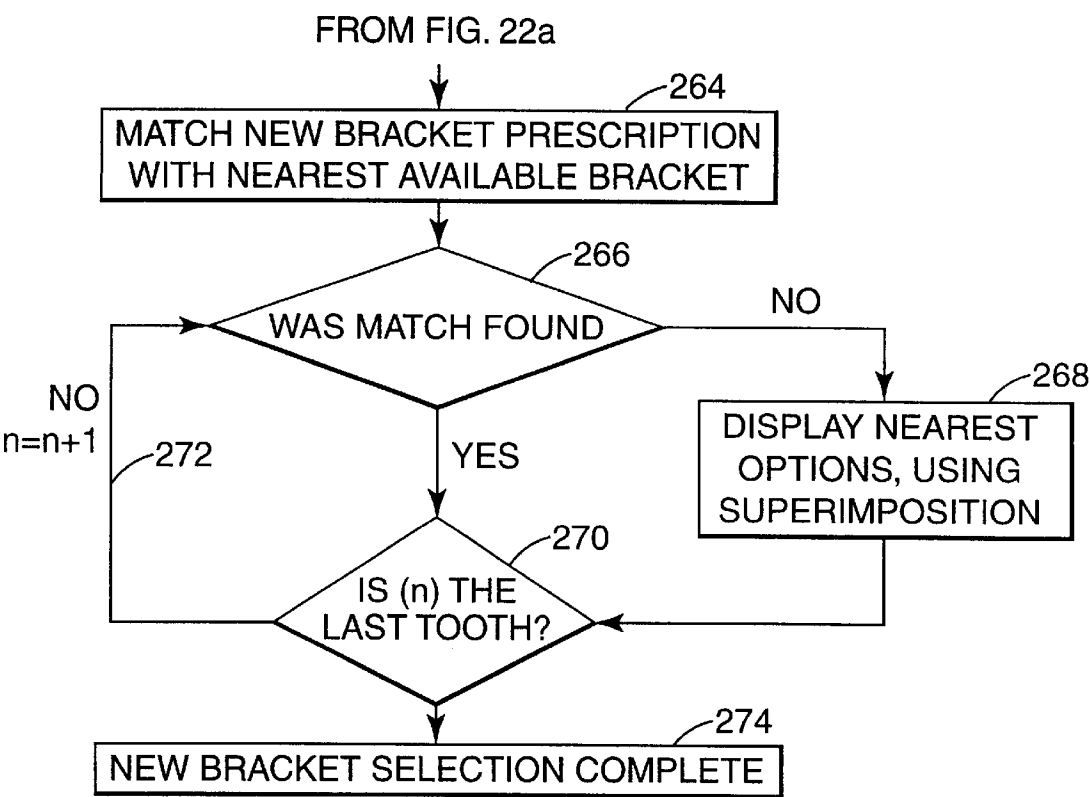 FROM FIG. 22a
264
MATCH NEW BRACKET PRESCRIPTION
WITH NEAREST AVAILABLE BRACKET
266
WAS MATCH FOUND
NO
268
DISPLAY NEAREST
OPTIONS, USING
SUPERIMPOSITION
NO
n=n+1
272
YES
270
IS (n) THE
LAST TOOTH?
274
NEW BRACKET SELECTION COMPLETE